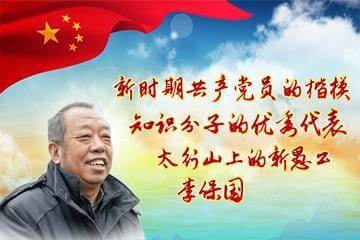 新时期共产党员的楷模
知识分子的优秀代表
太行山上的新愚公
李保国